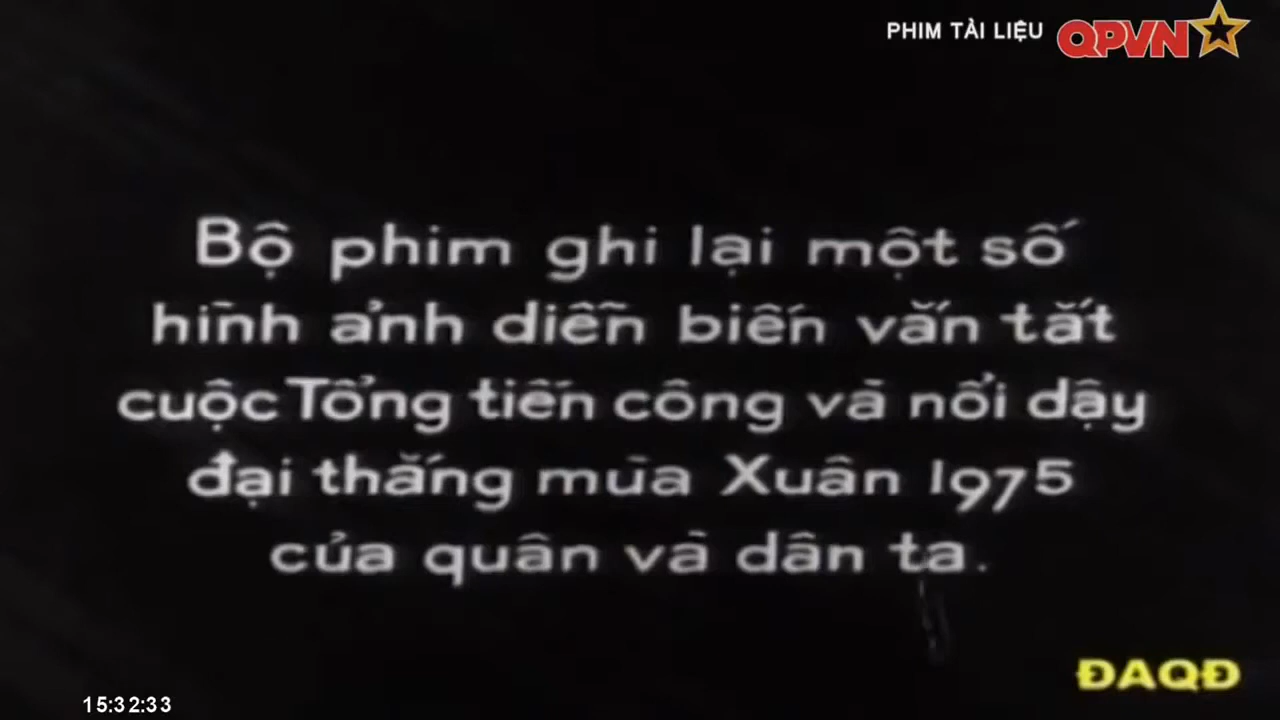 PHIM TÀI LIỆU QPVN
Bộ phim ghi lại một số
hình ảnh diễn biến vắn tắt
cuộc Tổng tiến công và nổi dậy
đại thắng mùa Xuân 1975
của quân và dân ta.
ĐAQĐ
15:32:33